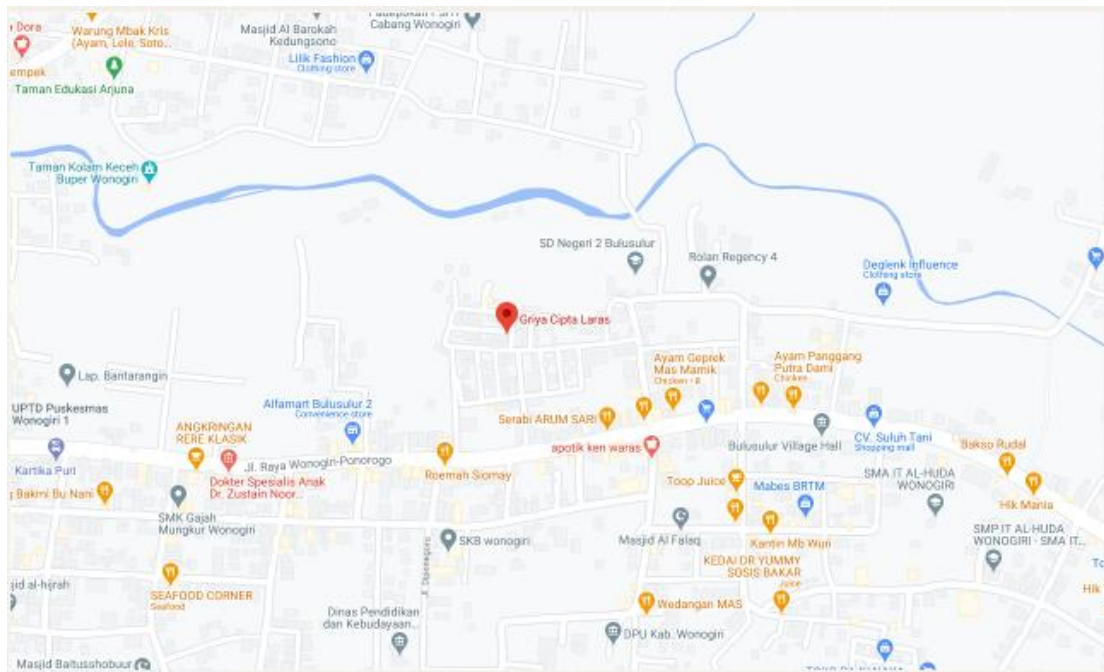 Dora
Warung Mbak Kris
(Ayam, Lele, Soto...
empek
Taman Edukasi Arjuna
Masjid Al Barokah
Kedungsono
Cabang Wonogiri
Lilik Fashion
Clothing store
Taman Kolam Keceh
Buper Wonogiri
SD Negeri 2 Bulusulur
Rolan Regency 4
Deglenk Influence
Clothing store
Griya Cipta Laras
Lap. Bantarangin
Ayam Geprek
Mas Mamik
Ayam Panggang
Putra Dami
Chicken
UPTD Puskesmas
Wonogiri 1
Alfamart Bulusulur 2
Convenience store
Serabi ARUM SARI
ANGKRINGAN
RERE KLASIK
Kartika Putri
Jl. Raya Wonogiri-Ponorogo
Roemah Siomay
apotik ken waras
Bulusulur Village Hall
CV. Suluh Tani
Shopping mall
Bakso Rudal
Dokter Spesialis Anak
Dr. Zustain Noor...
Bakmi Bu Nani
Toop Juice
Mabes BRTM
SMA IT AL-HUDA
WONOGIRI
Hik Mania
SMK Gajah
Mungkur Wonogiri
SKB wonogiri
Masjid Al Falaq
Kantin Mb Wuri
SMP IT AL-HUDA
WONOGIRI - SMA IT...
KEDAI DR YUMMY
SOSIS BAKAR
Juice
jid al-hijrah
SEAFOOD CORNER
Seafood
Jl. Diponegoro
Wedangan MAS
Hik
Dinas Pendidikan
dan Kebudayaan...
DPU Kab. Wonogiri
Masjid Baitusshobuur